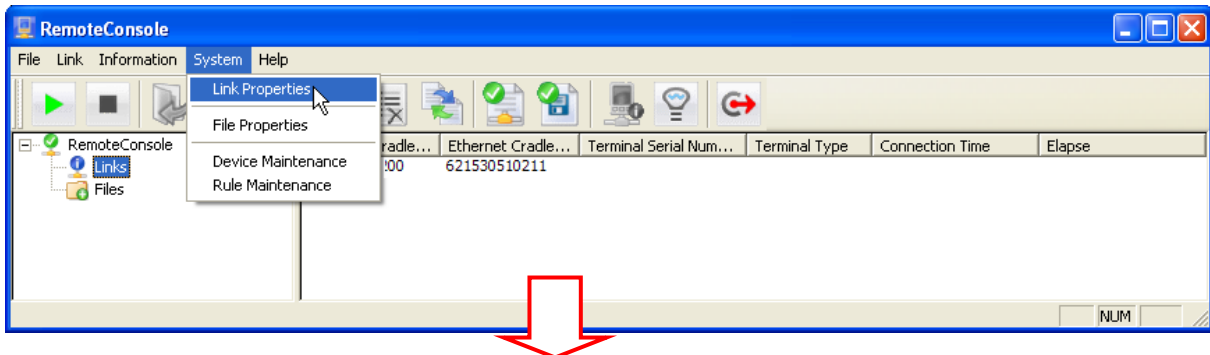 RemoteConsole
File Link Information System Help
Link Properties
File Properties
Device Maintenance
Rule Maintenance
RemoteConsole
Links
Files
radle... Ethernet Cradle... Terminal Serial Num... Terminal Type Connection Time Elapse
200 621530510211
NUM